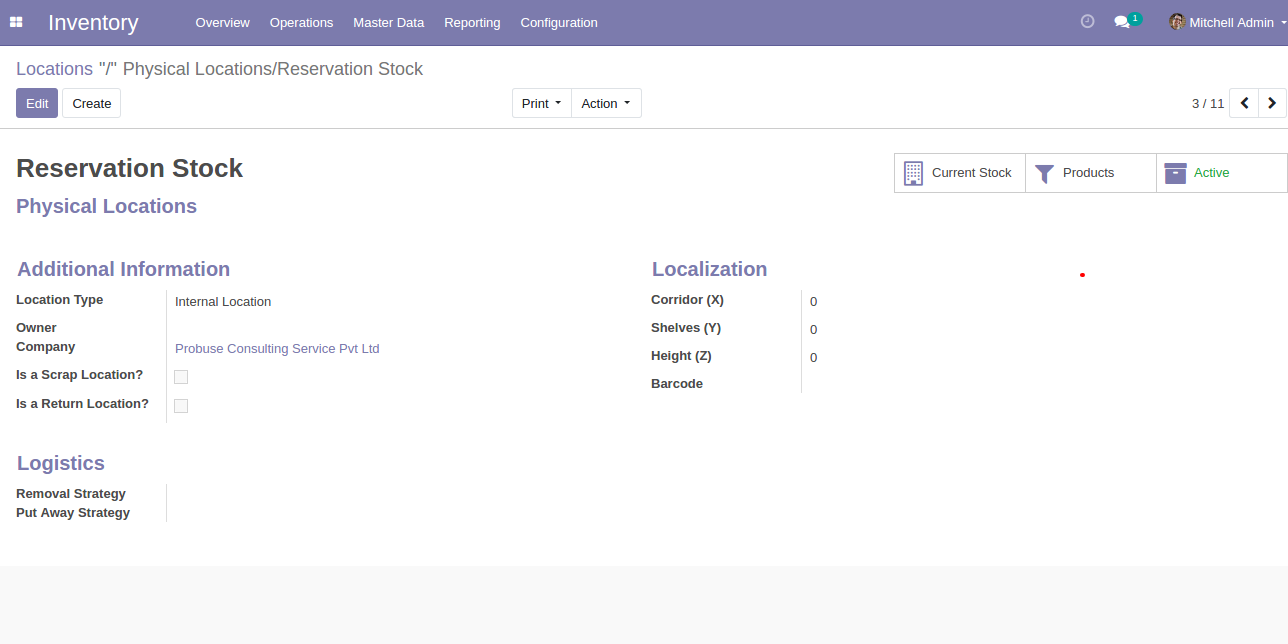 Inventory Overview Operations Master Data Reporting Configuration 1 Mitchell Admin
Locations "/" Physical Locations/Reservation Stock
Edit Create Print Action 3 / 11
Reservation Stock
Current Stock Products Active
Physical Locations
Additional Information
Location Type Internal Location
Owner
Company Probuse Consulting Service Pvt Ltd
Is a Scrap Location?
Is a Return Location?
Localization
Corridor (X) 0
Shelves (Y) 0
Height (Z) 0
Barcode
Logistics
Removal Strategy
Put Away Strategy